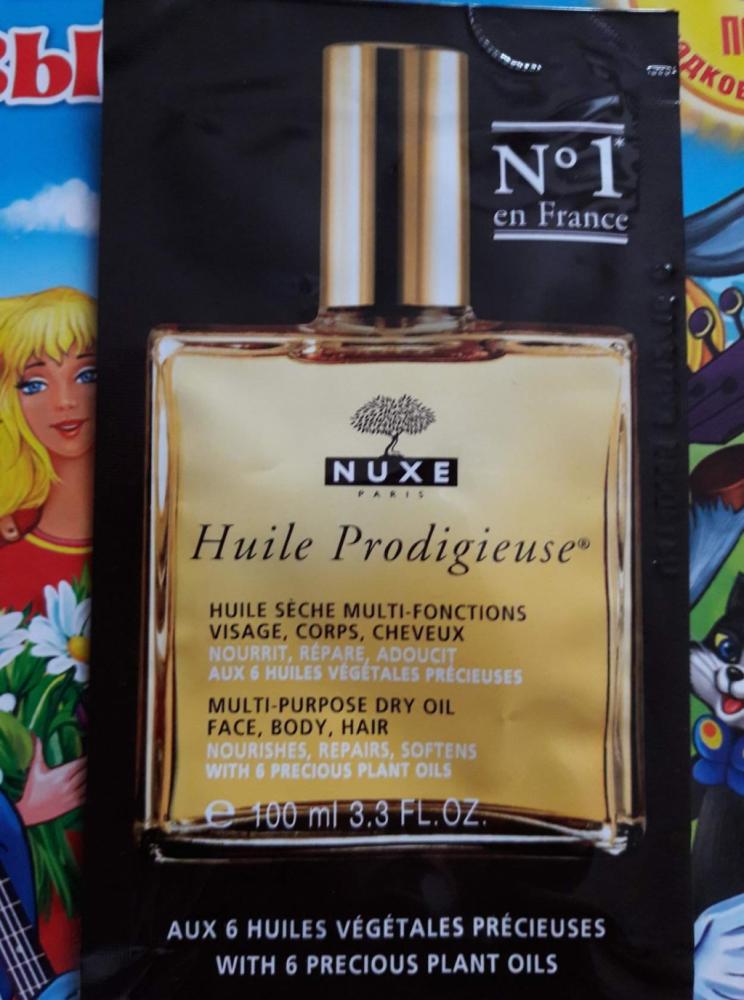 N°1*
en France
NUXE
PARIS
Huile Prodigieuse®
HUILE SÈCHE MULTI-FONCTIONS
VISAGE, CORPS, CHEVEUX
NOURRIT, RÉPARE, ADOUCIT
AUX 6 HUILES VÉGÉTALES PRÉCIEUSES
MULTI-PURPOSE DRY OIL
FACE, BODY, HAIR
NOURISHES, REPAIRS, SOFTENS
WITH 6 PRECIOUS PLANT OILS
℮ 100 ml 3.3 FL.OZ.
AUX 6 HUILES VÉGÉTALES PRÉCIEUSES
WITH 6 PRECIOUS PLANT OILS